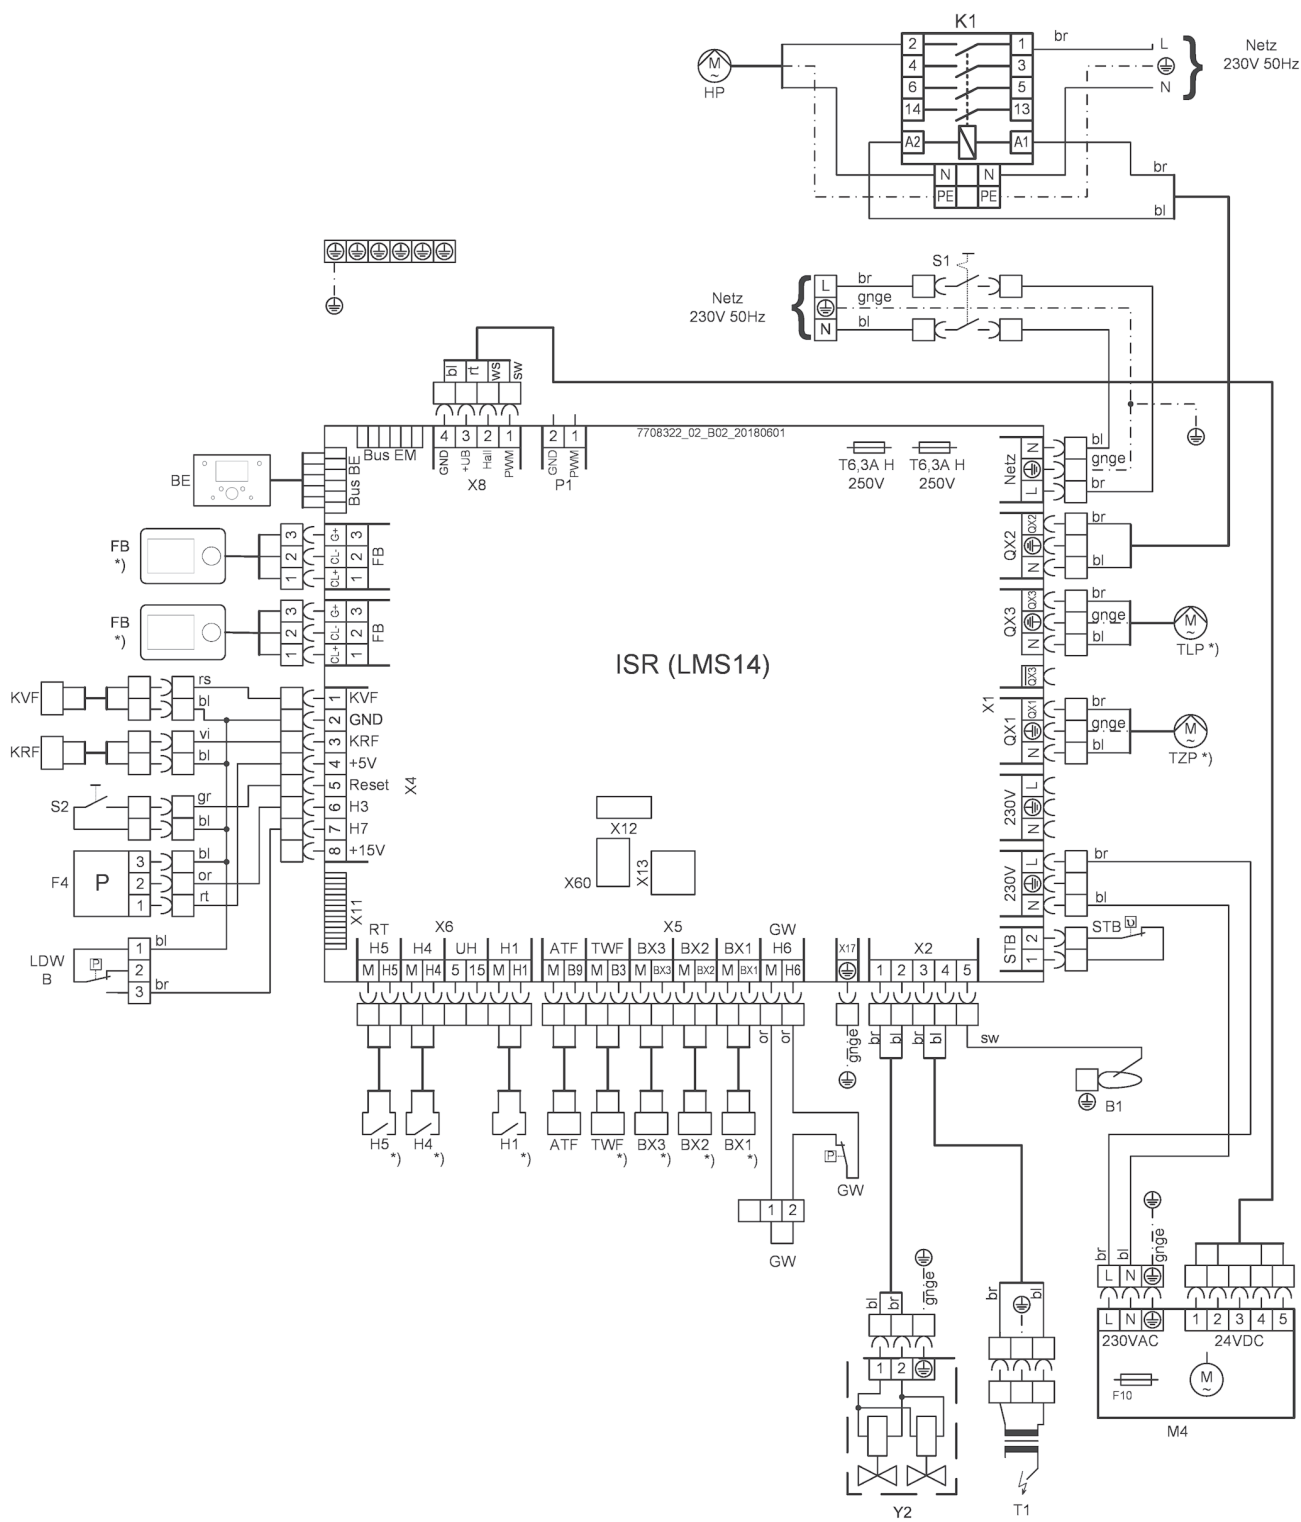 K1
HP
M
~
2 1
4 3
6 5
14 13
A2 A1
N N
PE PE
br
L
N
Netz
230V 50Hz
br
bl
S1
Netz
230V 50Hz
L
N
br
gnge
bl
bl
rt
ws
sw
Bus EM
4 3 2 1
GND
+UB
Hall
PWM
X8
2 1
GND
PWM
P1
7708322_02_B02_20180601
T6,3A H
250V
T6,3A H
250V
Netz
N
L
bl
gnge
br
BE
Bus BE
FB
*)
3
2
1
G+
CL-
CL+
3
2
1
FB
FB
*)
3
2
1
G+
CL-
CL+
3
2
1
FB
QX2
QX2
N
br
bl
QX3
QX3
N
br
gnge
bl
M
~
TLP *)
QX3
X1
QX1
QX1
N
br
gnge
bl
M
~
TZP *)
230V
L
N
230V
L
N
br
bl
STB
2
1
STB
υ
ISR (LMS14)
KVF
rs
bl
KRF
vi
bl
S2
gr
bl
F4
P
3
2
1
bl
or
rt
LDW
B
P
1
2
3
bl
br
1 KVF
2 GND
3 KRF
4 +5V
5 Reset
6 H3
7 H7
8 +15V
X4
X12
X60
X13
X11
RT
X6
X5
GW
H5 H4 UH H1
M H5 M H4 5 15 M H1
ATF TWF BX3 BX2 BX1 H6
M B9 M B3 M BX3 M BX2 M BX1 M H6
X17
X2
1 2 3 4 5
or
or
gnge
br
bl
br
bl
sw
B1
H5
*)
H4
*)
H1
*)
ATF
TWF
*)
BX3
*)
BX2
*)
BX1
*)
P
GW
1 2
GW
bl
br
gnge
1 2
Y2
br
bl
T1
br
bl
gnge
L N
L N
230VAC
1 2 3 4 5
24VDC
F10
M
~
M4